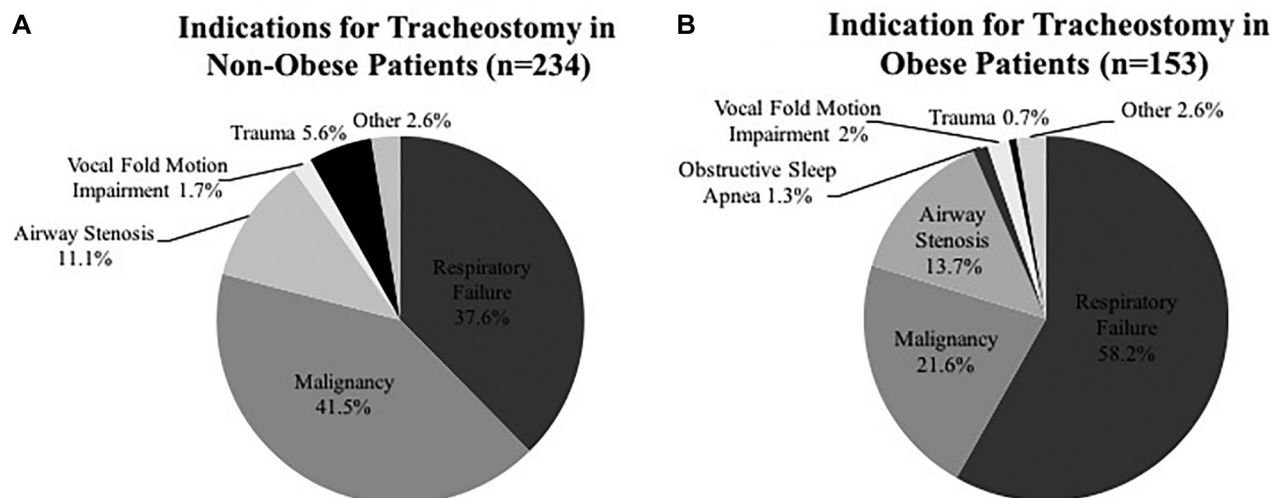 A
Indications for Tracheostomy in
Non-Obese Patients (n=234)
Other 2.6%
Trauma 5.6%
Vocal Fold Motion
Impairment 1.7%
Airway Stenosis
11.1%
Respiratory
Failure
37.6%
Malignancy
41.5%
B
Indication for Tracheostomy in
Obese Patients (n=153)
Vocal Fold Motion
Impairment 2%
Trauma 0.7%
Other 2.6%
Obstructive Sleep
Apnea 1.3%
Airway
Stenosis
13.7%
Respiratory
Failure
58.2%
Malignancy
21.6%